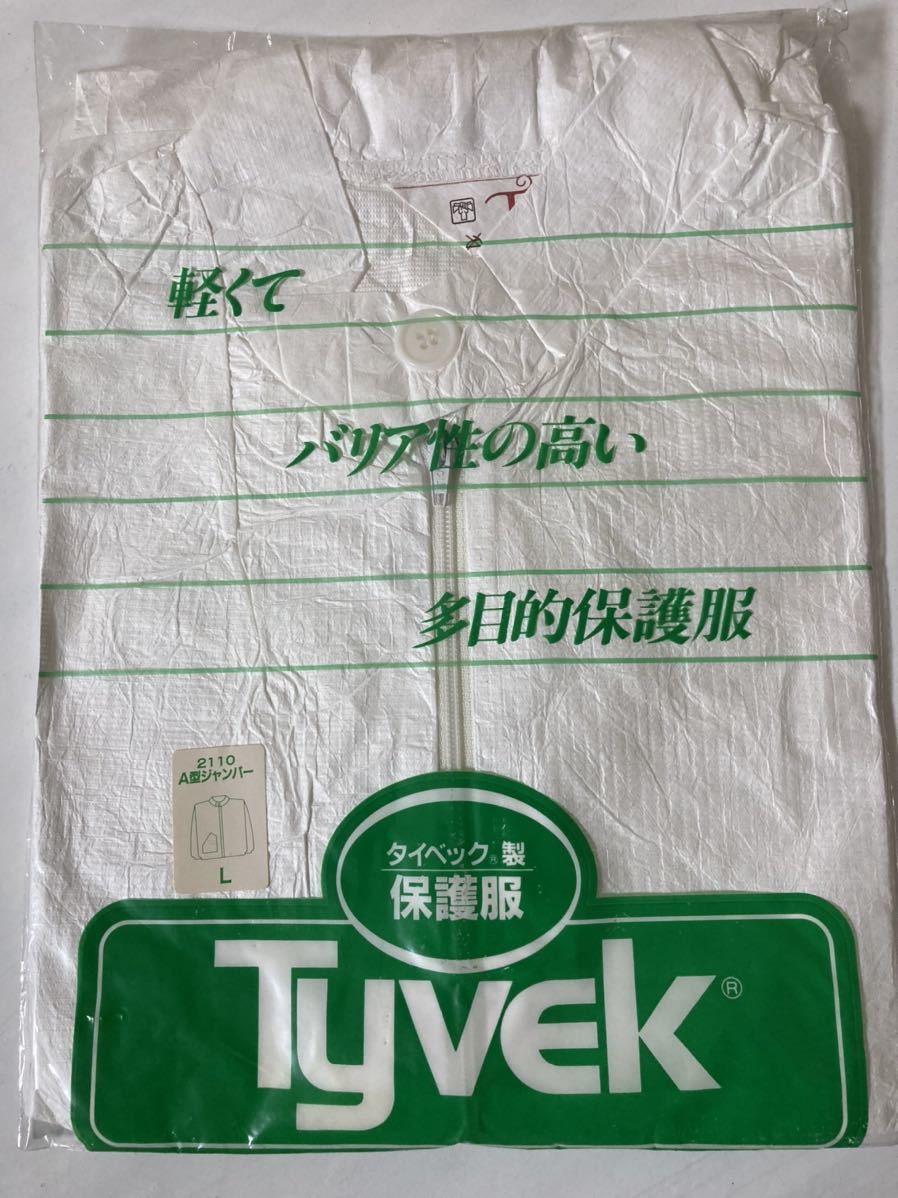 軽くて
バリア性の高い
多目的保護服
2110
A型ジャンパー
L
タイベック®製
保護服
Tyvek®